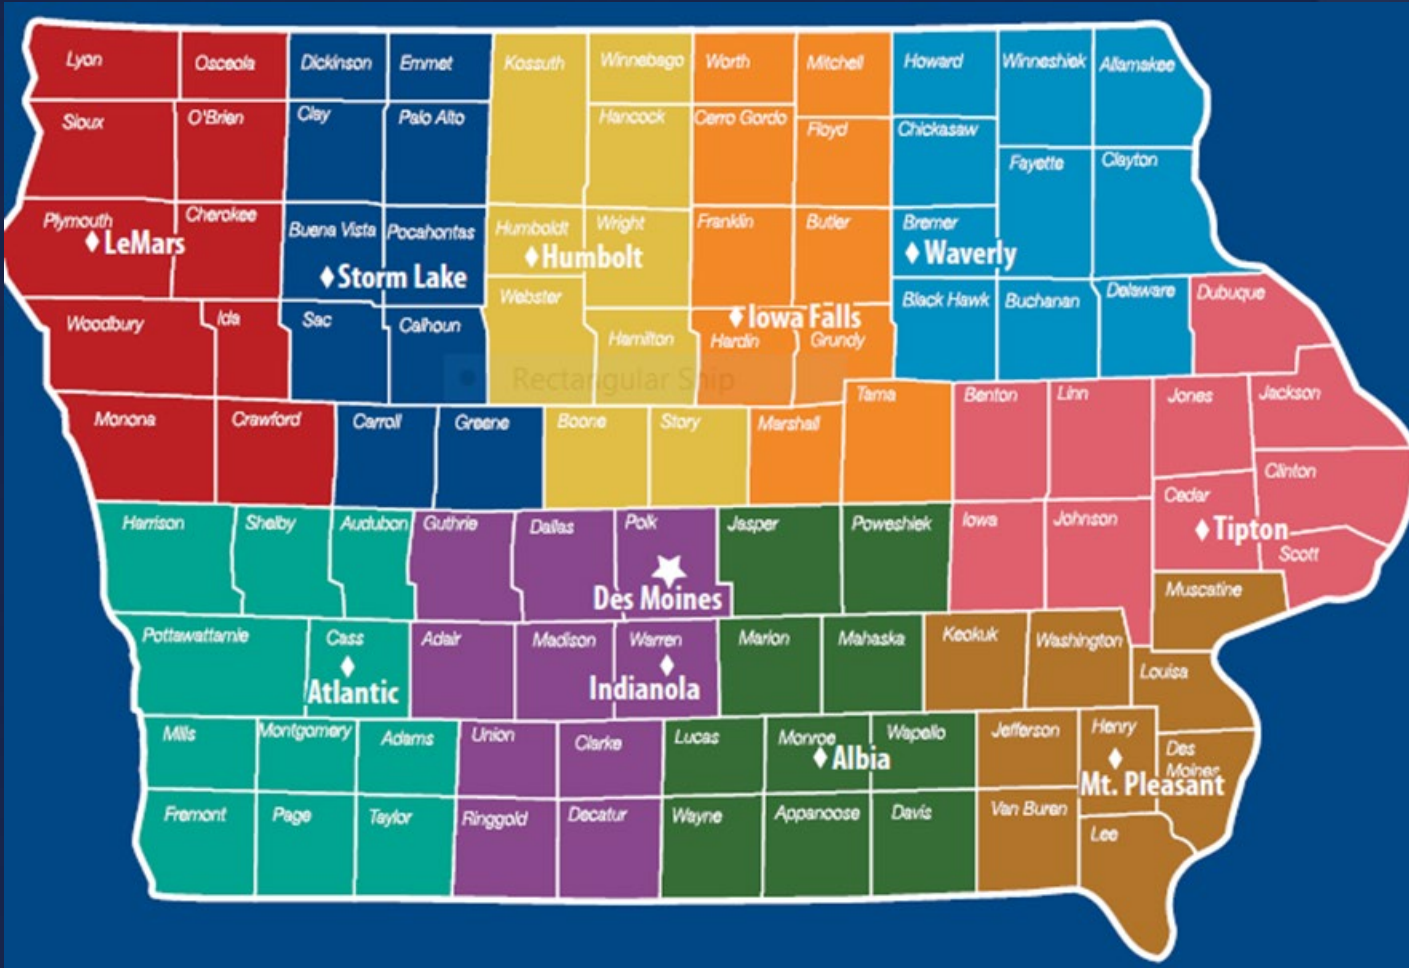 Lyon
Osceola
Dickinson
Emmet
Kossuth
Winnebago
Worth
Mitchell
Howard
Winneshiek
Allamakee
Sioux
O'Brien
Clay
Palo Alto
Hancock
Cerro Gordo
Floyd
Chickasaw
Fayette
Clayton
Plymouth
Cherokee
Buena Vista
Pocahontas
Humboldt
Wright
Franklin
Butler
Bremer
LeMars
Storm Lake
Humbolt
Waverly
Woodbury
Ida
Sac
Calhoun
Webster
Hamilton
Iowa Falls
Hardin
Grundy
Black Hawk
Buchanan
Delaware
Dubuque
Rectangular Snip
Monona
Crawford
Carroll
Greene
Boone
Story
Marshall
Tama
Benton
Linn
Jones
Jackson
Clinton
Cedar
Harrison
Shelby
Audubon
Guthrie
Dallas
Polk
Jasper
Poweshiek
Iowa
Johnson
Tipton
Scott
Des Moines
Muscatine
Pottawattamie
Cass
Adair
Madison
Warren
Marion
Mahaska
Keokuk
Washington
Louisa
Atlantic
Indianola
Mills
Montgomery
Adams
Union
Clarke
Lucas
Monroe
Wapello
Jefferson
Henry
Des
Moines
Albia
Mt. Pleasant
Fremont
Page
Taylor
Ringgold
Decatur
Wayne
Appanoose
Davis
Van Buren
Lee